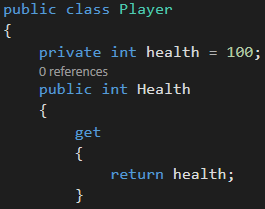 public class Player
{
    private int health = 100;
    0 references
    public int Health
    {
        get
        {
            return health;
        }